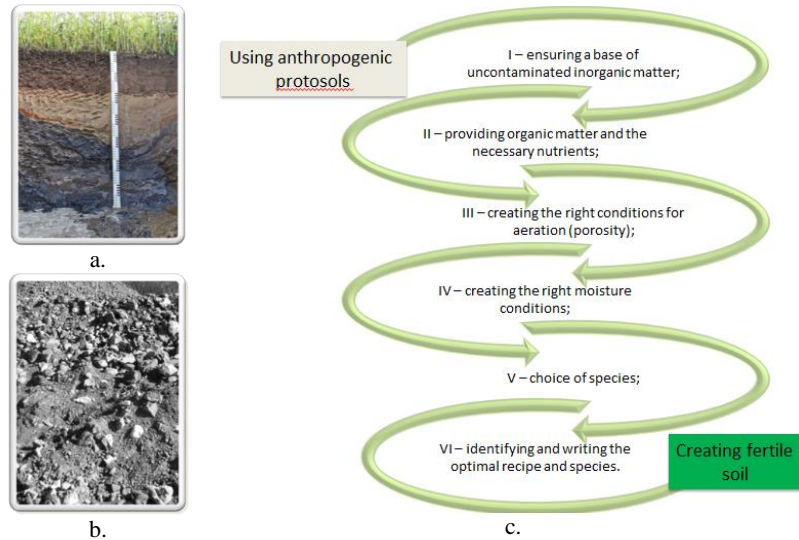 Using anthropogenic
protosols
I – ensuring a base of
uncontaminated inorganic matter;
II – providing organic matter and the
necessary nutrients;
III – creating the right conditions for
aeration (porosity);
IV – creating the right moisture
conditions;
V – choice of species;
VI – identifying and writing the
optimal recipe and species.
Creating fertile
soil
a.
b.
c.